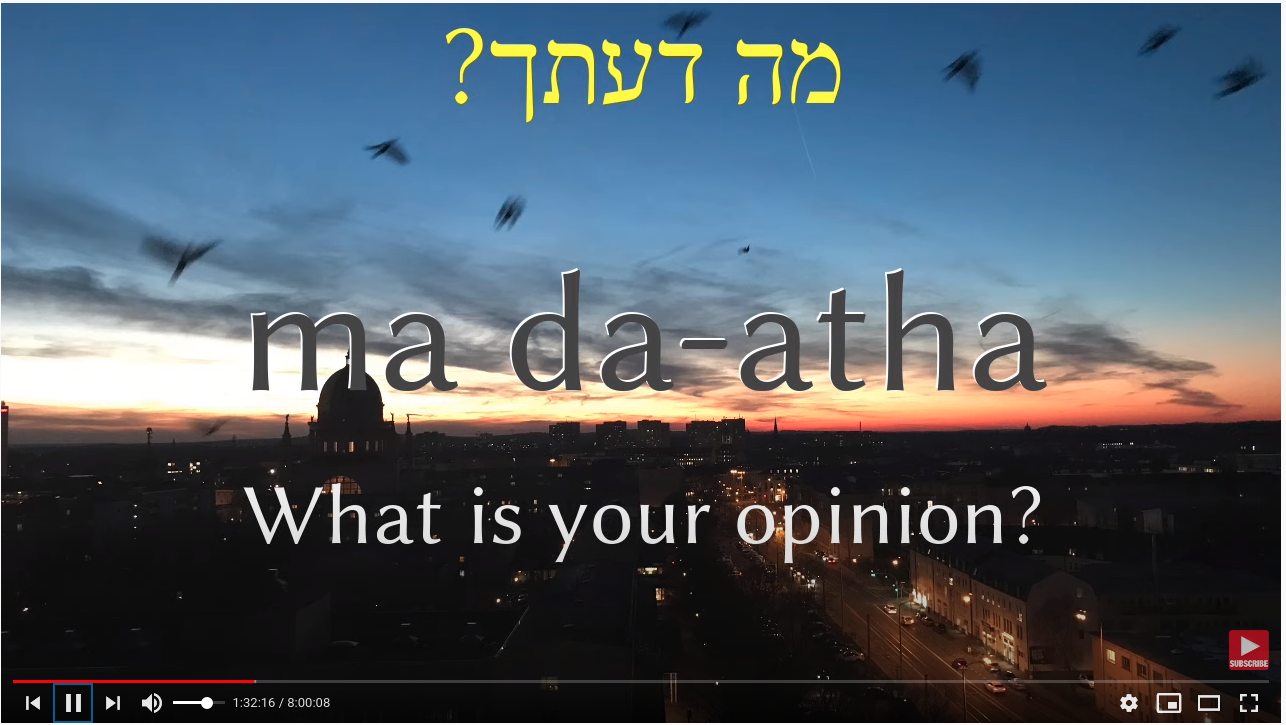 מה דעתך?
ma da-atha
What is your opinion?
SUBSCRIBE
1:32:16 / 8:00:08